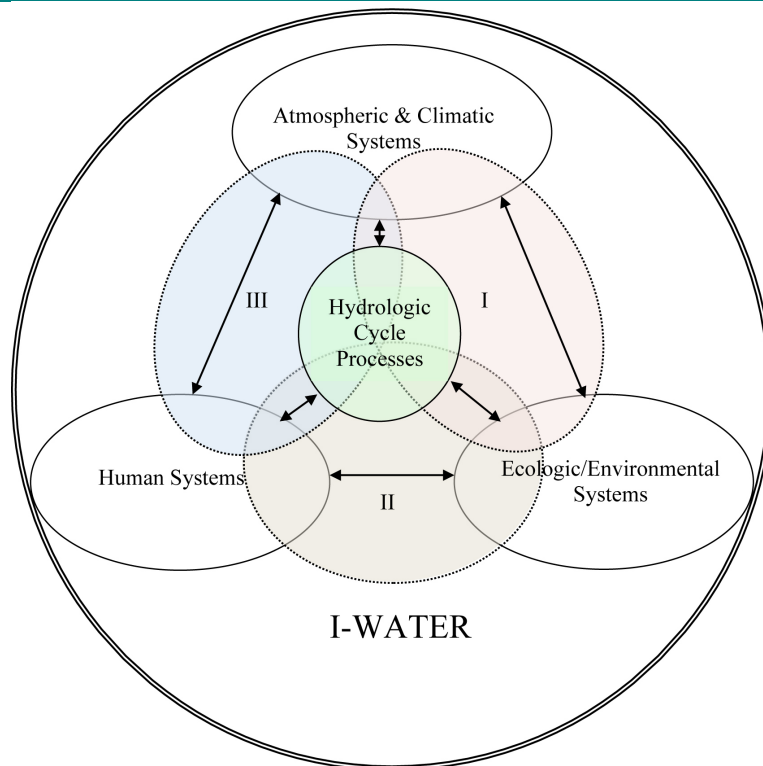 Atmospheric & Climatic
Systems
III
I
Hydrologic
Cycle
Processes
Human Systems
Ecologic/Environmental
Systems
II
I-WATER